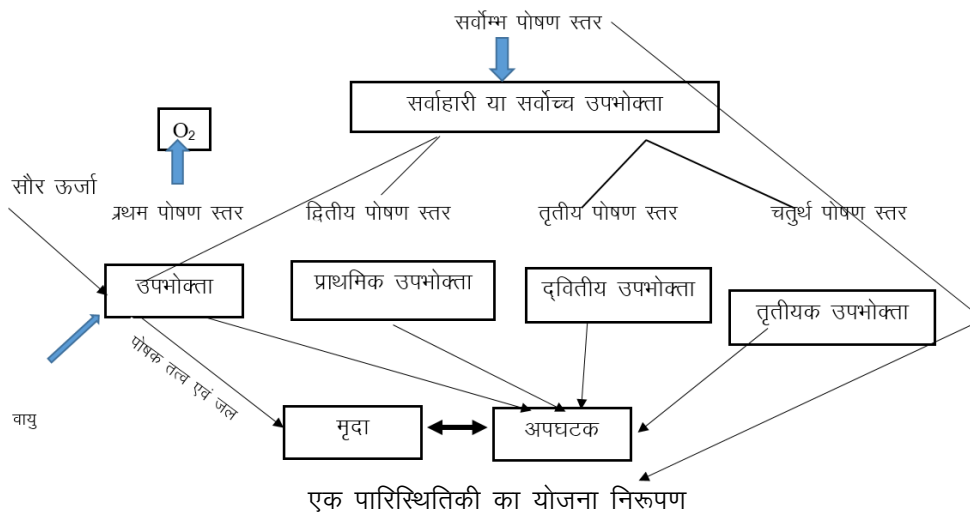 सर्वोम्भ पोषण स्तर
सर्वाहारी या सर्वोच्च उपभोक्ता
O₂
सौर ऊर्जा
प्रथम पोषण स्तर द्वितीय पोषण स्तर तृतीय पोषण स्तर चतुर्थ पोषण स्तर
उपभोक्ता प्राथमिक उपभोक्ता द्वितीय उपभोक्ता तृतीयक उपभोक्ता
पोषक तत्व एवं जल
वायु
मृदा अपघटक
एक पारिस्थितिकी का योजना निरूपण